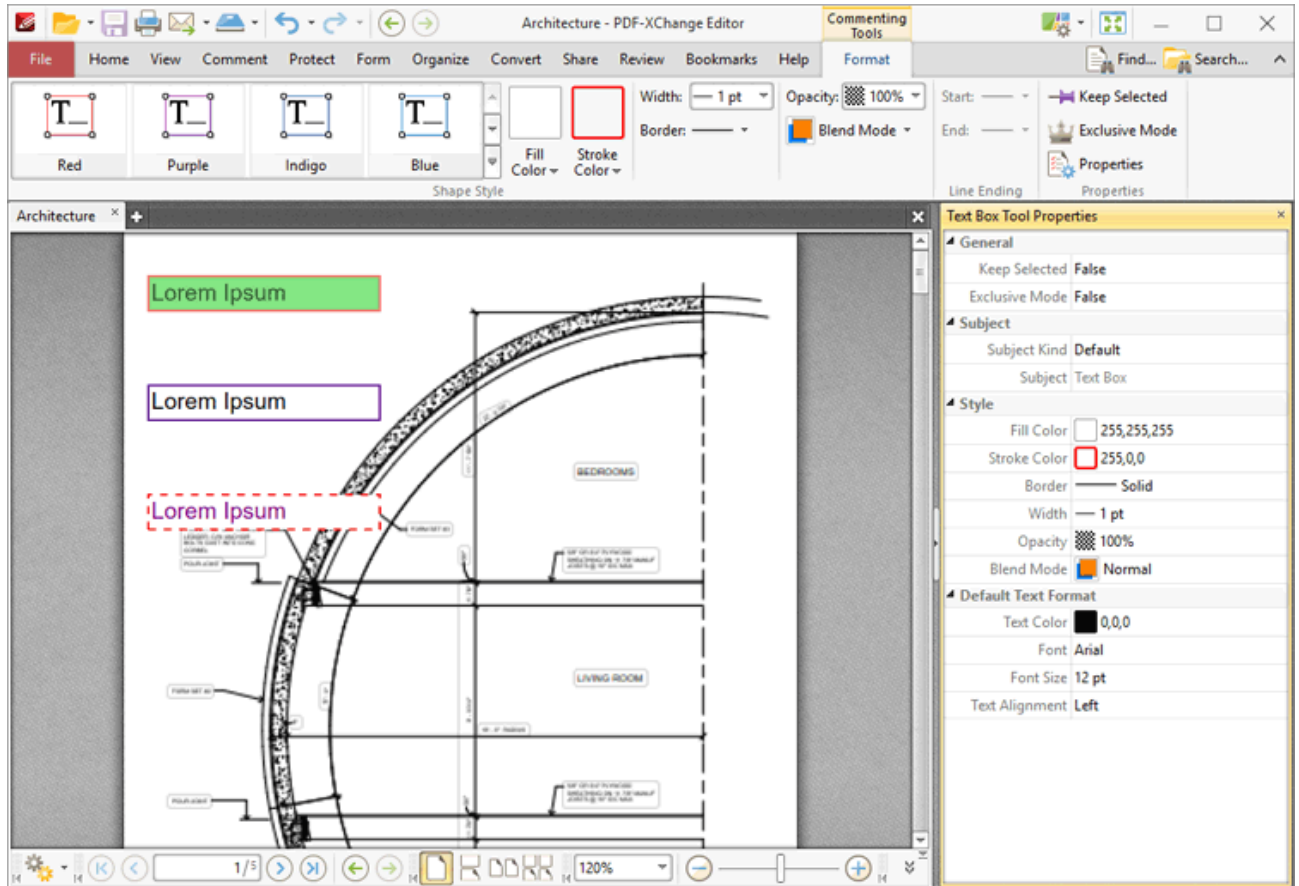 Architecture - PDF-XChange Editor
Commenting Tools
File Home View Comment Protect Form Organize Convert Share Review Bookmarks Help Format Find... Search...
Red
Purple
Indigo
Blue
Fill Color
Stroke Color
Width: 1 pt
Border:
Opacity: 100%
Blend Mode
Start:
End:
Keep Selected
Exclusive Mode
Properties
Shape Style
Line Ending
Properties
Architecture
Lorem Ipsum
Lorem Ipsum
Lorem Ipsum
BEDROOMS
LIVING ROOM
Text Box Tool Properties
General
Keep Selected False
Exclusive Mode False
Subject
Subject Kind Default
Subject Text Box
Style
Fill Color 255,255,255
Stroke Color 255,0,0
Border Solid
Width 1 pt
Opacity 100%
Blend Mode Normal
Default Text Format
Text Color 0,0,0
Font Arial
Font Size 12 pt
Text Alignment Left
1/5
120%